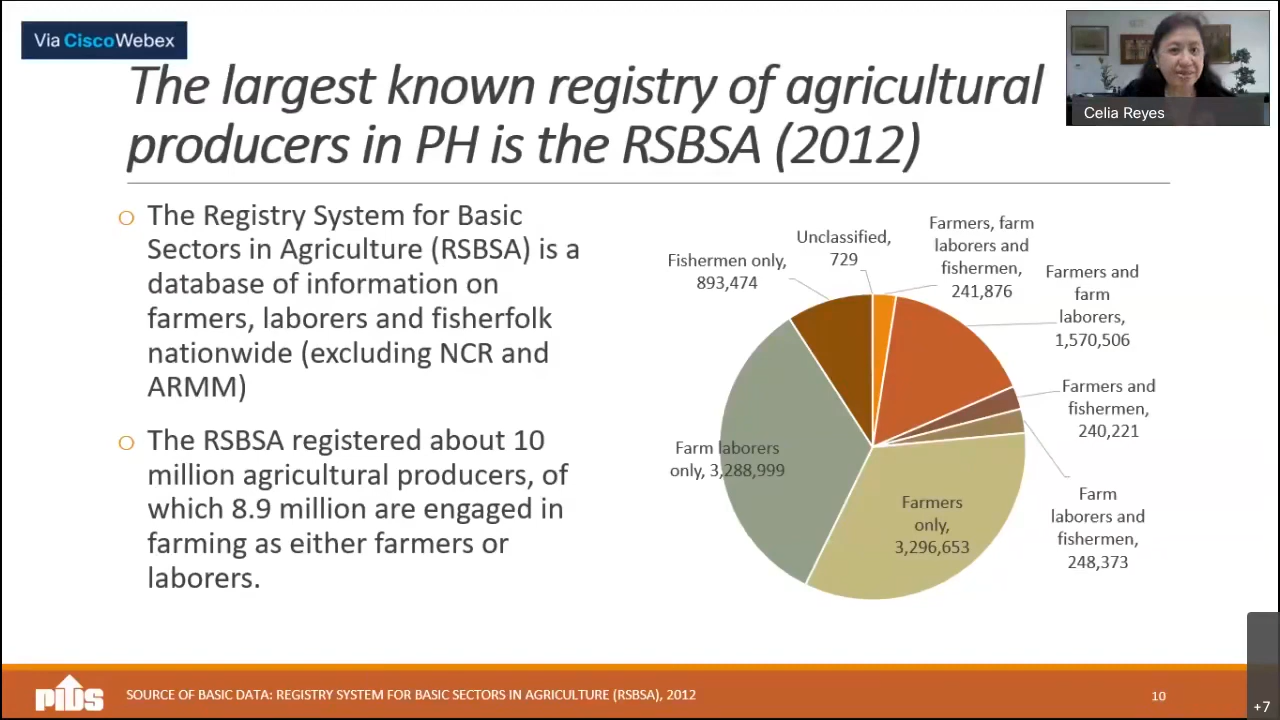 Via CiscoWebex
The largest known registry of agricultural
producers in PH is the RSBSA (2012)
Celia Reyes
o The Registry System for Basic
Sectors in Agriculture (RSBSA) is a
database of information on
farmers, laborers and fisherfolk
nationwide (excluding NCR and
ARMM)
o The RSBSA registered about 10
million agricultural producers, of
which 8.9 million are engaged in
farming as either farmers or
laborers.
Fishermen only,
893,474
Unclassified,
729
Farmers, farm
laborers and
fishermen,
241,876
Farmers and
farm
laborers,
1,570,506
Farmers and
fishermen,
240,221
Farm
laborers and
fishermen,
248,373
Farmers
only,
3,296,653
Farm laborers
only, 3,288,999
pids
SOURCE OF BASIC DATA: REGISTRY SYSTEM FOR BASIC SECTORS IN AGRICULTURE (RSBSA), 2012
10
+7